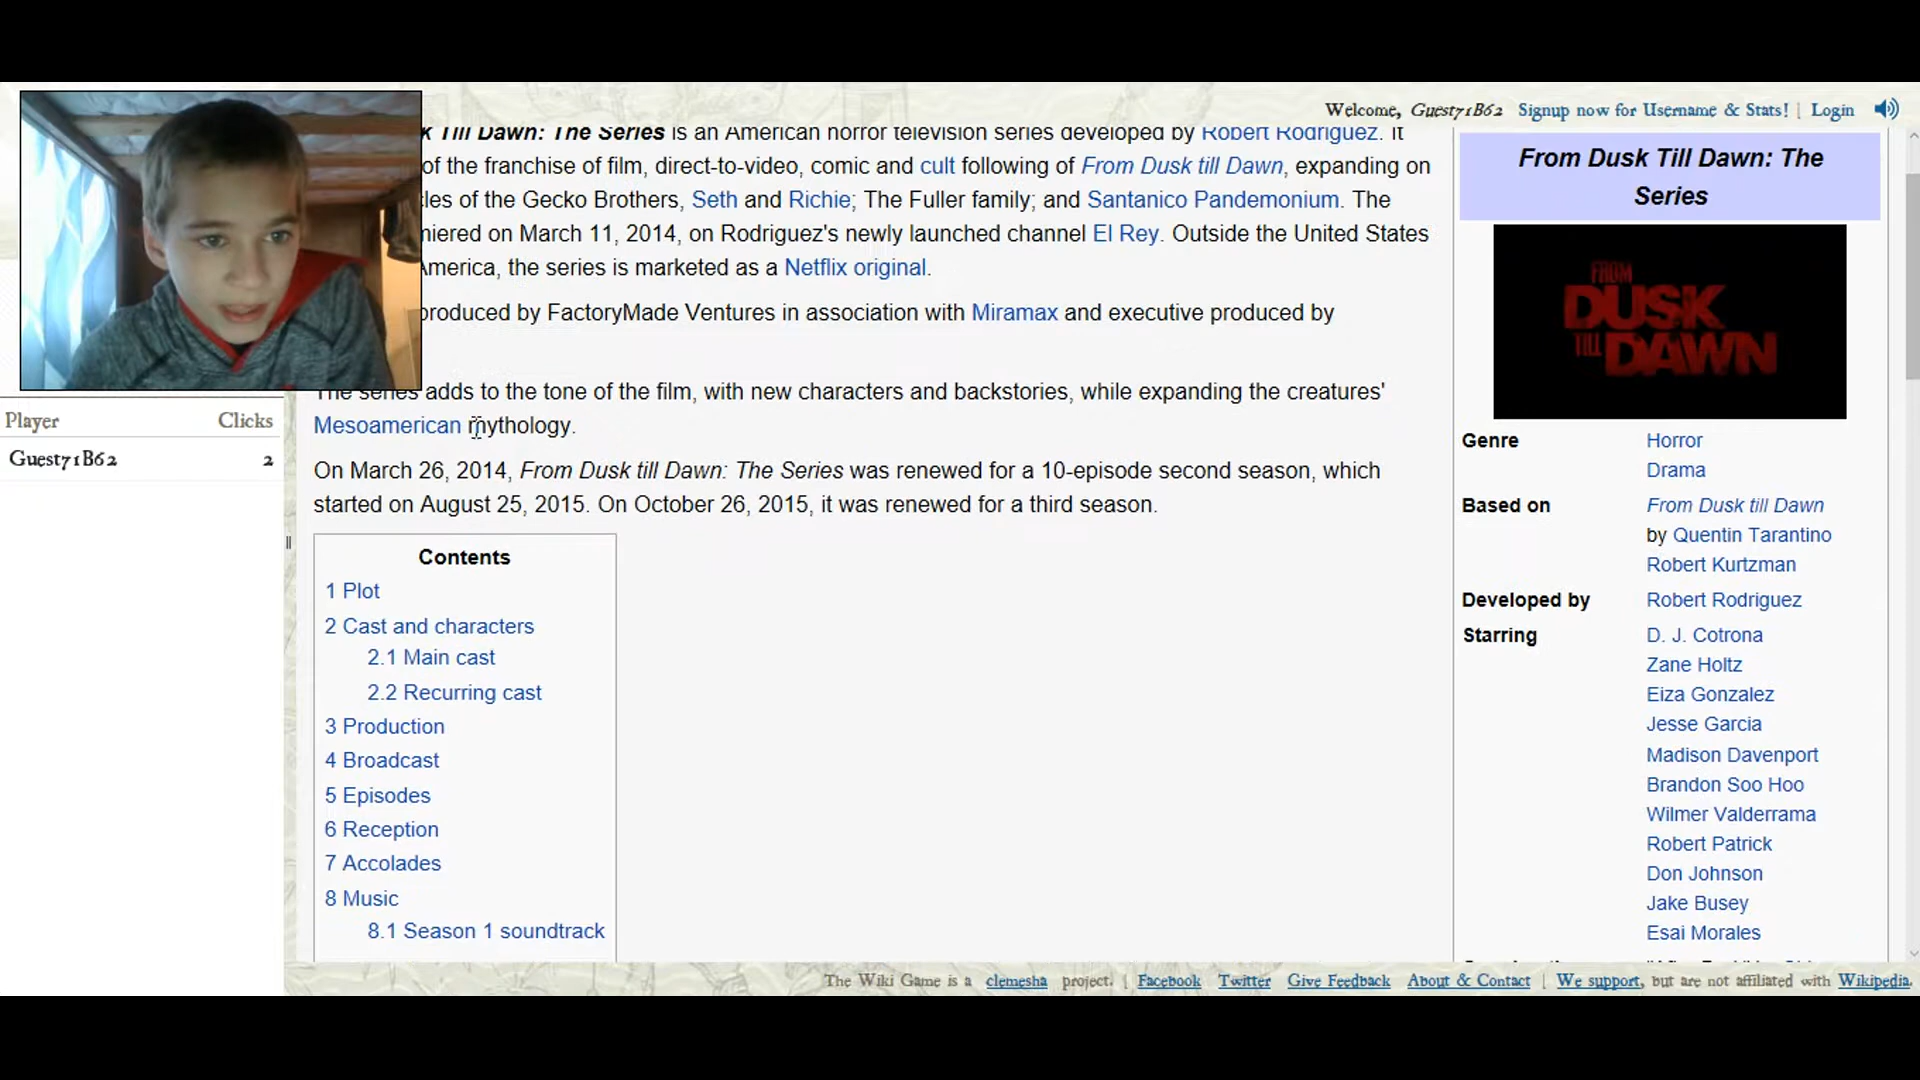 Welcome, Guest71B62 Signup now for Username & Stats! | Login
k Till Dawn: The Series is an American horror television series developed by Robert Rodriguez. It
of the franchise of film, direct-to-video, comic and cult following of From Dusk till Dawn, expanding on
cles of the Gecko Brothers, Seth and Richie; The Fuller family; and Santanico Pandemonium. The
miered on March 11, 2014, on Rodriguez's newly launched channel El Rey. Outside the United States
America, the series is marketed as a Netflix original.
produced by FactoryMade Ventures in association with Miramax and executive produced by
The series adds to the tone of the film, with new characters and backstories, while expanding the creatures'
Mesoamerican mythology.
On March 26, 2014, From Dusk till Dawn: The Series was renewed for a 10-episode second season, which
started on August 25, 2015. On October 26, 2015, it was renewed for a third season.
Contents
1 Plot
2 Cast and characters
2.1 Main cast
2.2 Recurring cast
3 Production
4 Broadcast
5 Episodes
6 Reception
7 Accolades
8 Music
8.1 Season 1 soundtrack
From Dusk Till Dawn: The
Series
FROM
DUSK
TILL DAWN
Genre Horror
Drama
Based on From Dusk till Dawn
by Quentin Tarantino
Robert Kurtzman
Developed by Robert Rodriguez
Starring D. J. Cotrona
Zane Holtz
Eiza Gonzalez
Jesse Garcia
Madison Davenport
Brandon Soo Hoo
Wilmer Valderrama
Robert Patrick
Don Johnson
Jake Busey
Esai Morales
Player Clicks
Guest71B62 2
The Wiki Game is a clemesha project. | Facebook Twitter Give Feedback About & Contact | We support, but are not affiliated with Wikipedia.